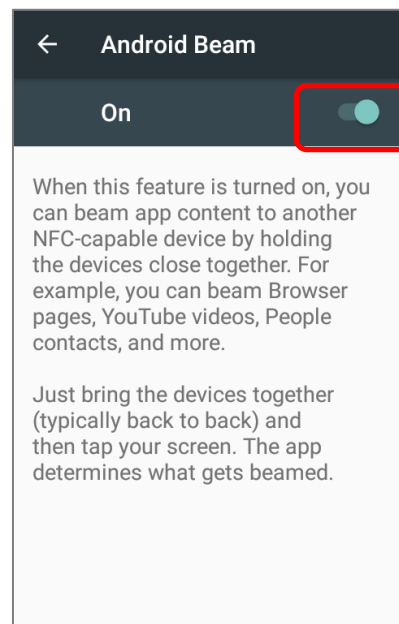 Android Beam
On
When this feature is turned on, you
can beam app content to another
NFC-capable device by holding
the devices close together. For
example, you can beam Browser
pages, YouTube videos, People
contacts, and more.
Just bring the devices together
(typically back to back) and
then tap your screen. The app
determines what gets beamed.